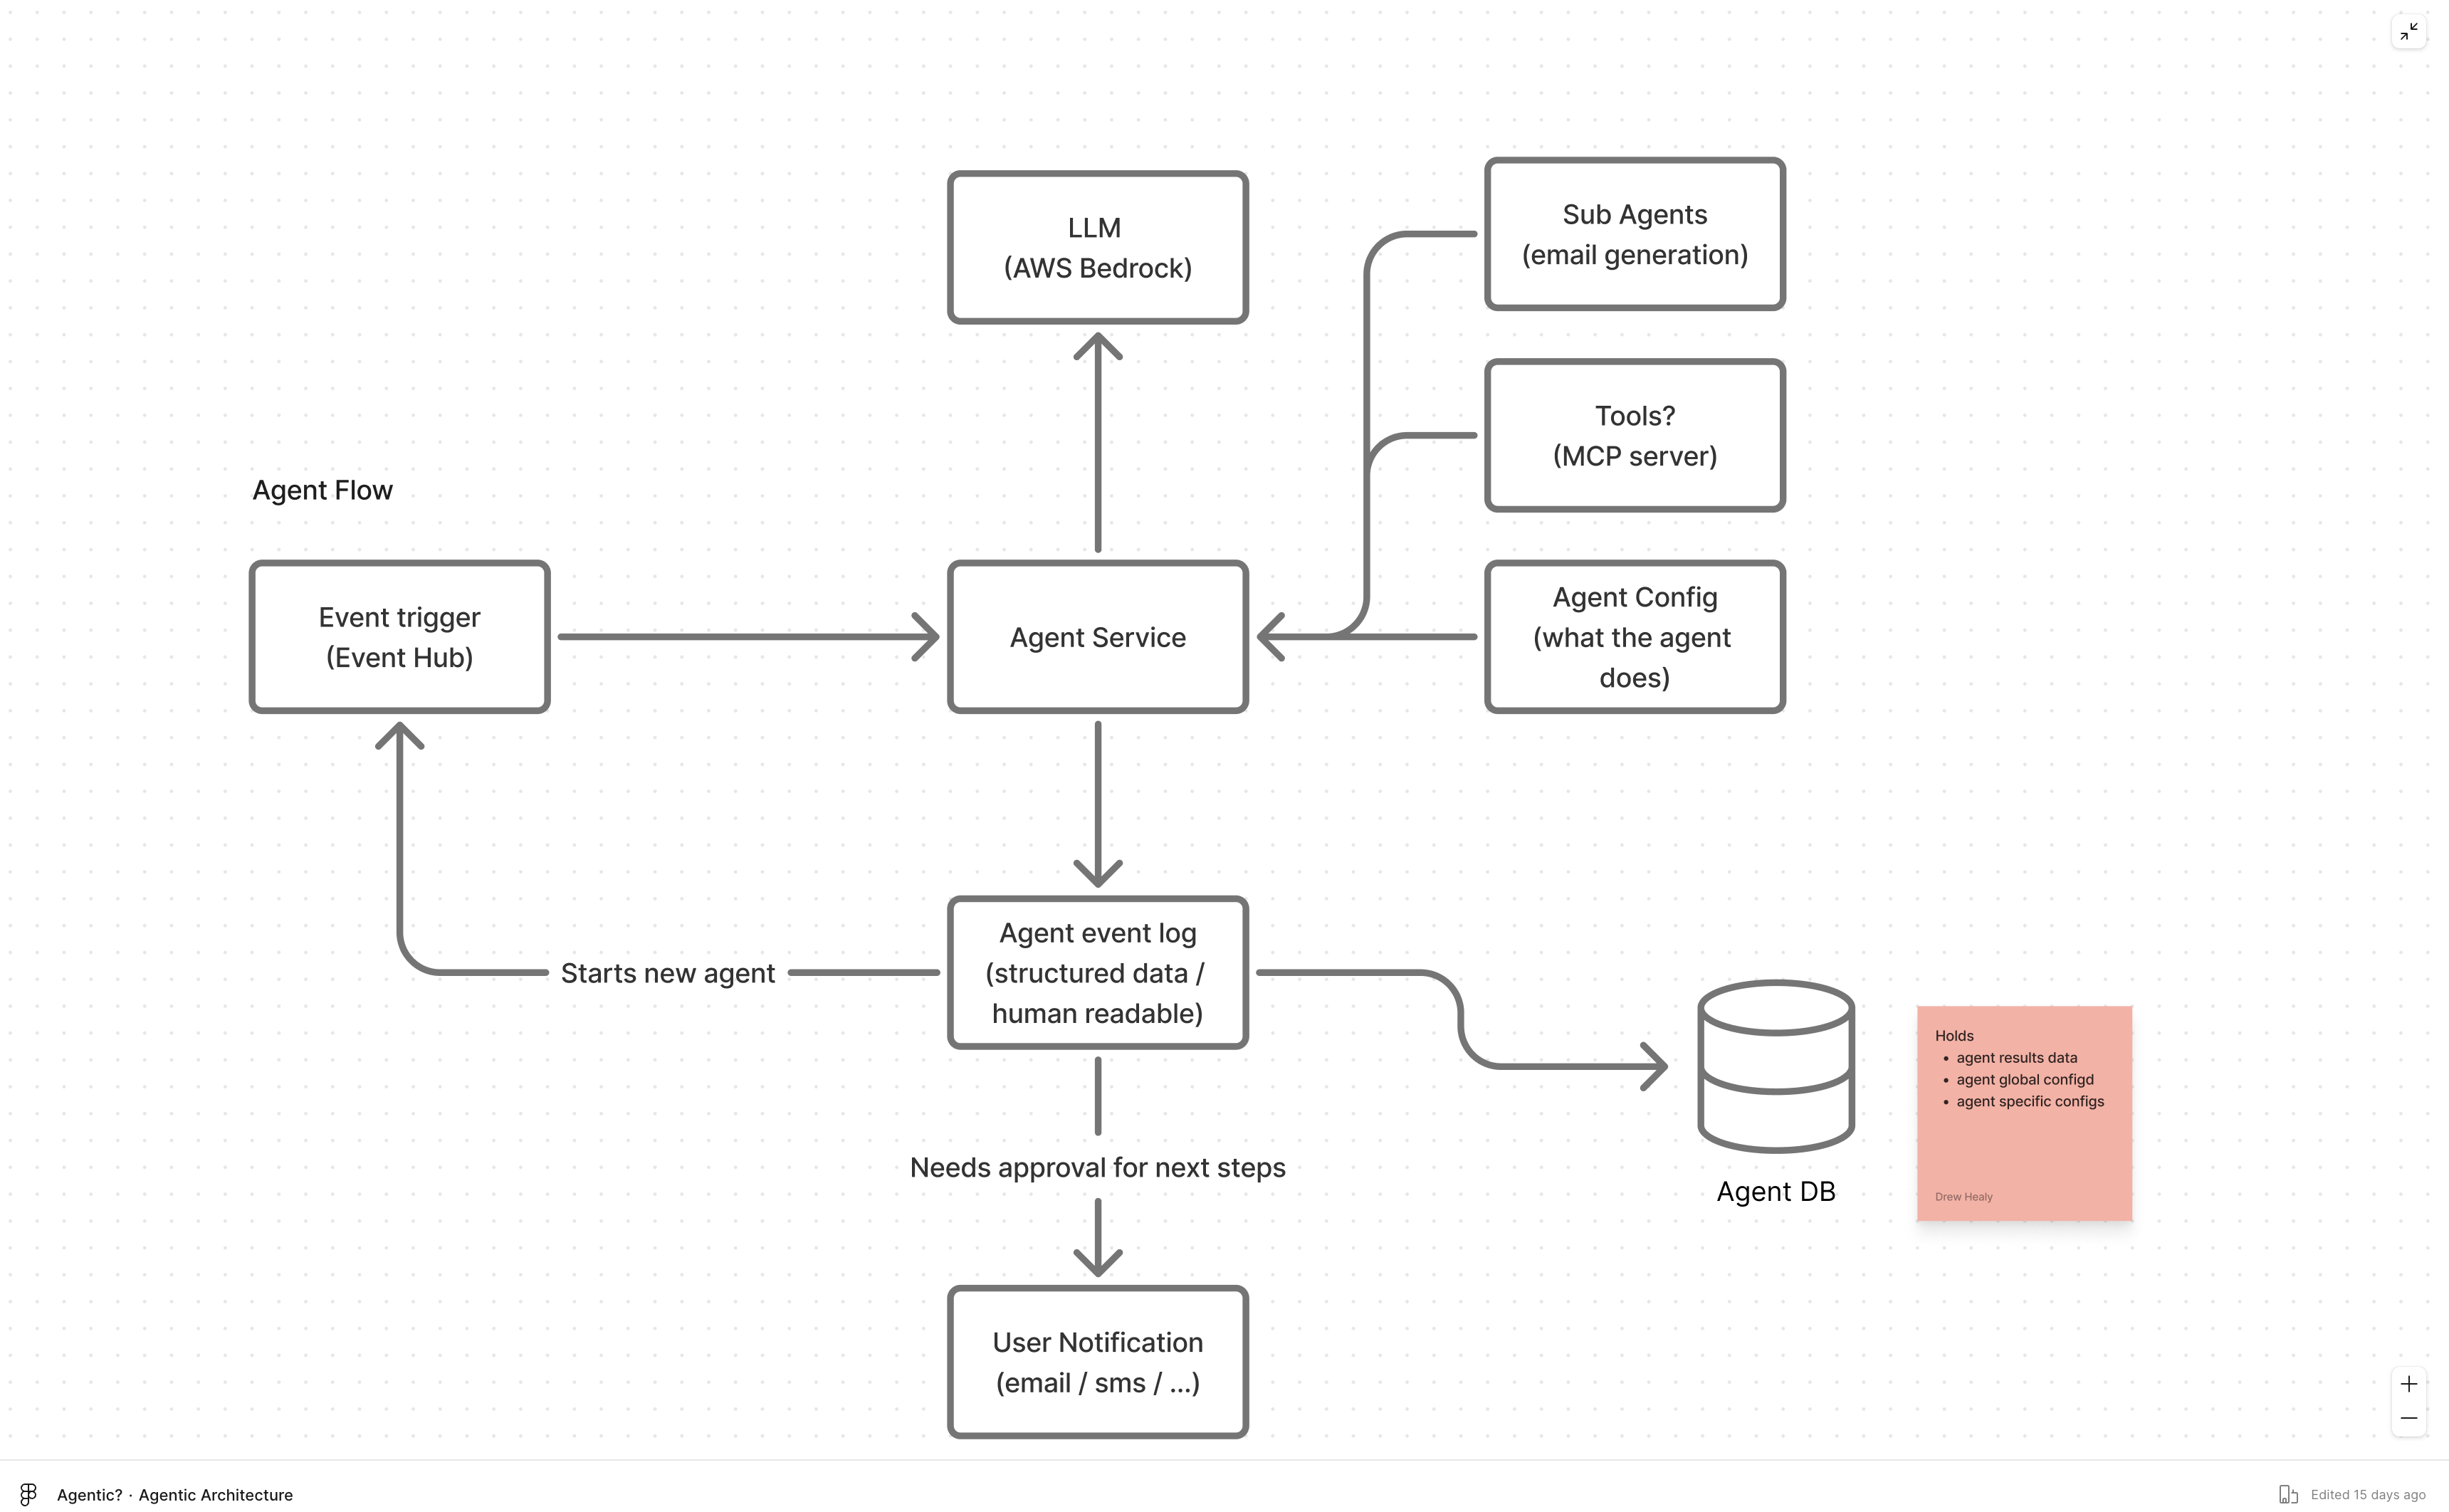 LLM
(AWS Bedrock)
Sub Agents
(email generation)
Tools?
(MCP server)
Agent Flow
Event trigger
(Event Hub)
Agent Service
Agent Config
(what the agent
does)
Starts new agent
Agent event log
(structured data /
human readable)
Needs approval for next steps
Agent DB
Holds
• agent results data
• agent global configd
• agent specific configs
Drew Healy
User Notification
(email / sms / ...)
Agentic? · Agentic Architecture
Edited 15 days ago